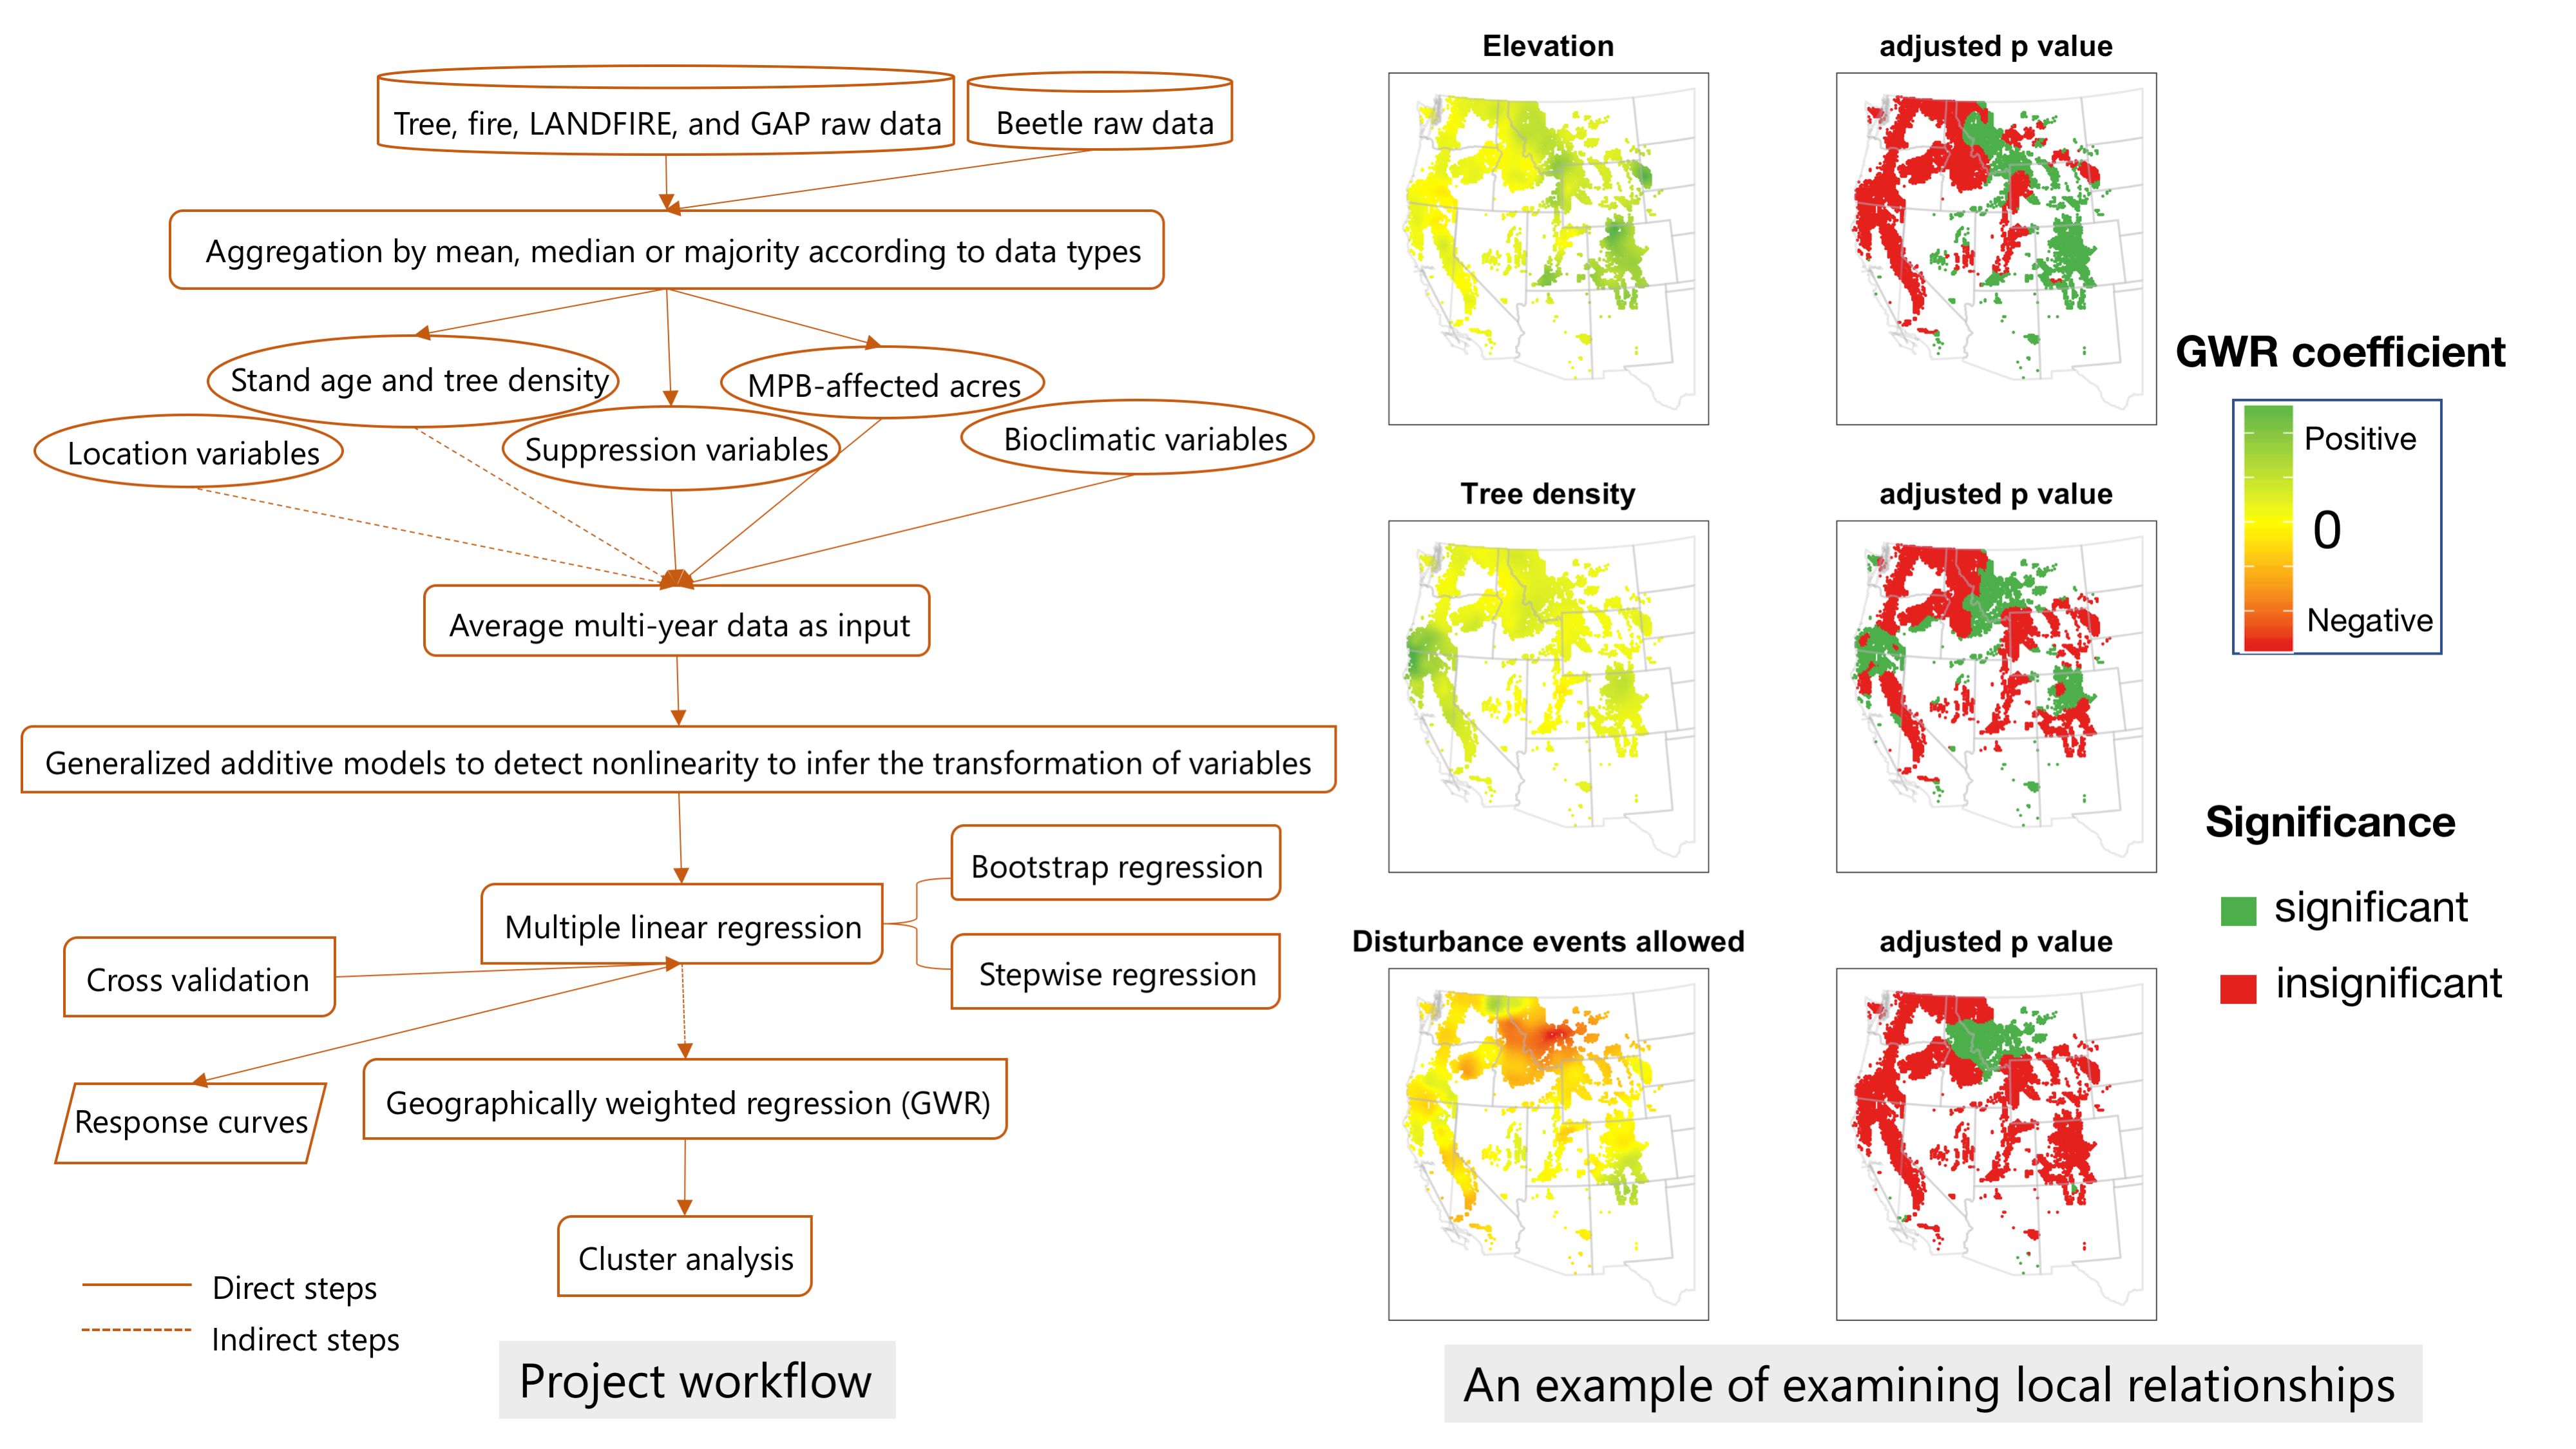 Tree, fire, LANDFIRE, and GAP raw data
Beetle raw data
Aggregation by mean, median or majority according to data types
Stand age and tree density
MPB-affected acres
Location variables
Suppression variables
Bioclimatic variables
Average multi-year data as input
Generalized additive models to detect nonlinearity to infer the transformation of variables
Bootstrap regression
Multiple linear regression
Cross validation
Stepwise regression
Response curves
Geographically weighted regression (GWR)
Cluster analysis
Direct steps
Indirect steps
Project workflow
Elevation
adjusted p value
Tree density
adjusted p value
Disturbance events allowed
adjusted p value
GWR coefficient
Positive
0
Negative
Significance
significant
insignificant
An example of examining local relationships